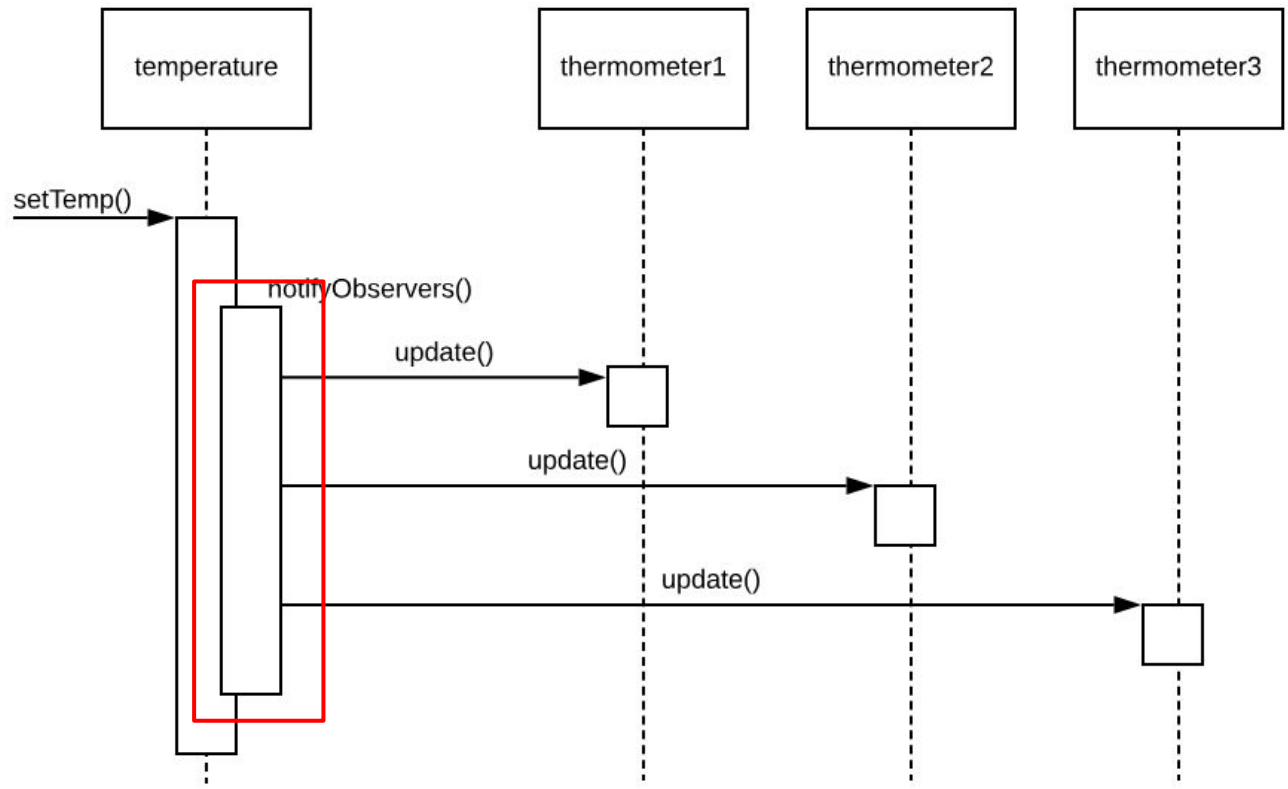 temperature
thermometer1
thermometer2
thermometer3
setTemp()
notifyObservers()
update()
update()
update()